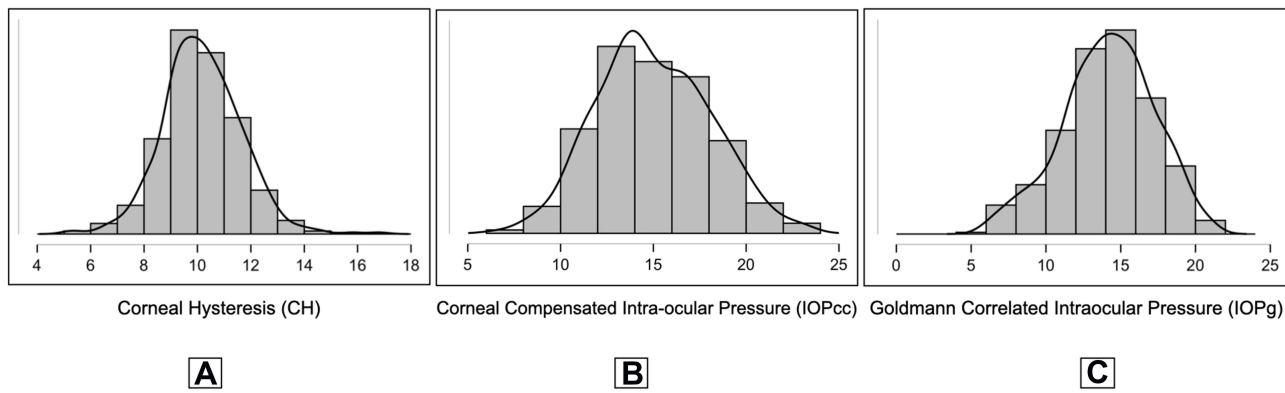 4 6 8 10 12 14 16 18
5 10 15 20 25
0 5 10 15 20 25
Corneal Hysteresis (CH)
Corneal Compensated Intra-ocular Pressure (IOPcc)
Goldmann Correlated Intraocular Pressure (IOPg)
A
B
C